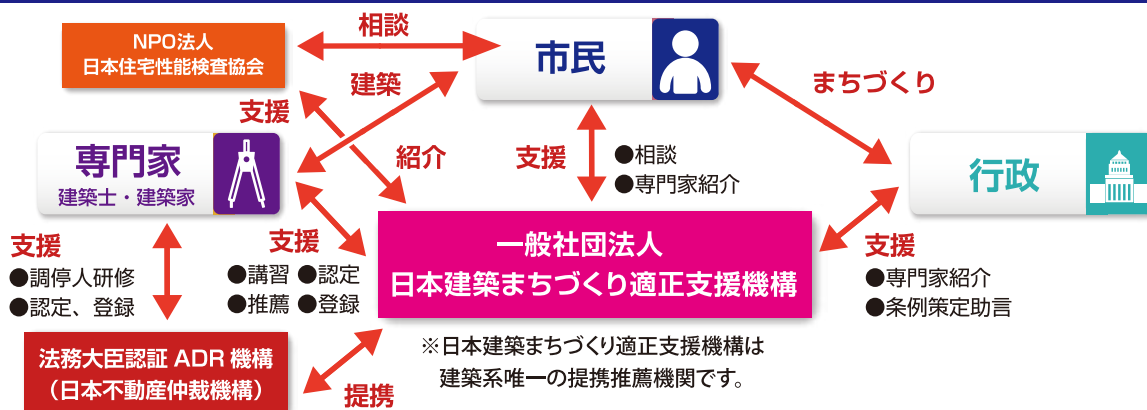 NPO法人
日本住宅性能検査協会
相談
市民
建築
まちづくり
支援
紹介
専門家
建築士・建築家
支援
●相談
●専門家紹介
行政
支援
●調停人研修
●認定、登録
支援
●講習 ●認定
●推薦 ●登録
一般社団法人
日本建築まちづくり適正支援機構
支援
●専門家紹介
●条例策定助言
法務大臣認証 ADR 機構
(日本不動産仲裁機構)
提携
※日本建築まちづくり適正支援機構は
建築系唯一の提携推薦機関です。